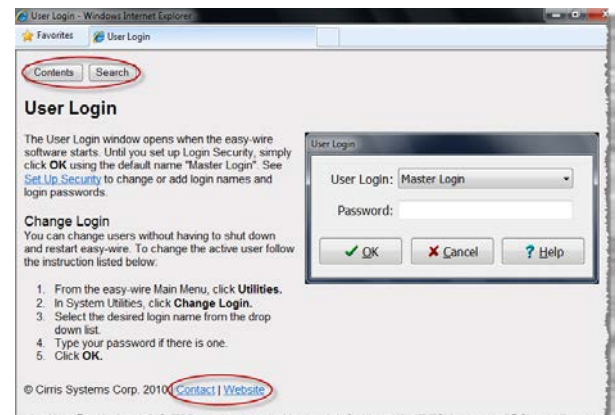 User Login - Windows Internet Explorer
Favorites
User Login
Contents
Search
User Login
The User Login window opens when the easy-wire
software starts. Until you set up Login Security, simply
click OK using the default name "Master Login". See
Set Up Security to change or add login names and
login passwords.
Change Login
You can change users without having to shut down
and restart easy-wire. To change the active user follow
the instruction listed below:
1. From the easy-wire Main Menu, click Utilities.
2. In System Utilities, click Change Login.
3. Select the desired login name from the drop
down list.
4. Type your password if there is one.
5. Click OK.
© Cirris Systems Corp. 2010 Contact | Website
User Login
User Login: Master Login
Password:
OK
Cancel
? Help